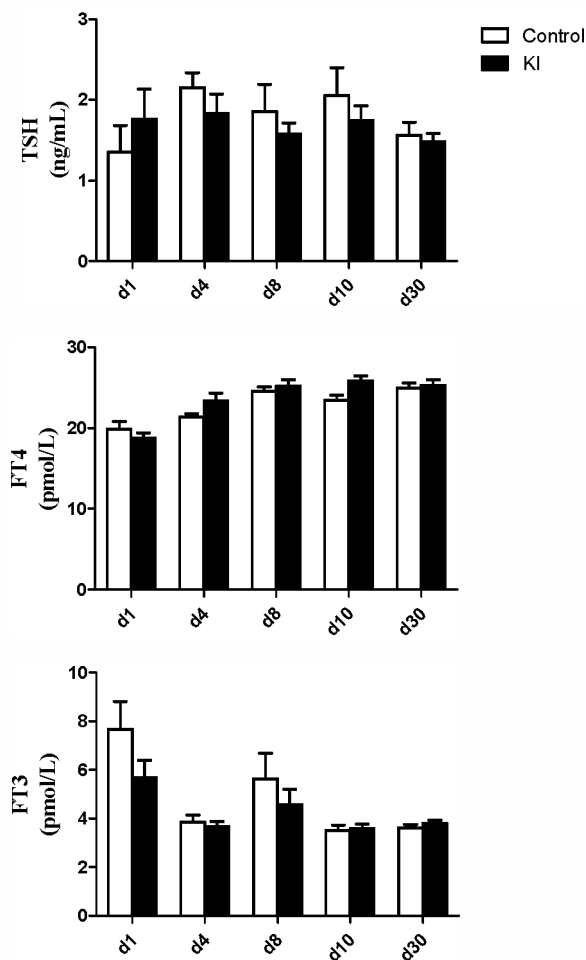 Control
KI
TSH
(ng/mL)
3
2
1
0
d1 d4 d8 d10 d30
FT4
(pmol/L)
30
20
10
0
d1 d4 d8 d10 d30
FT3
(pmol/L)
10
8
6
4
2
0
d1 d4 d8 d10 d30